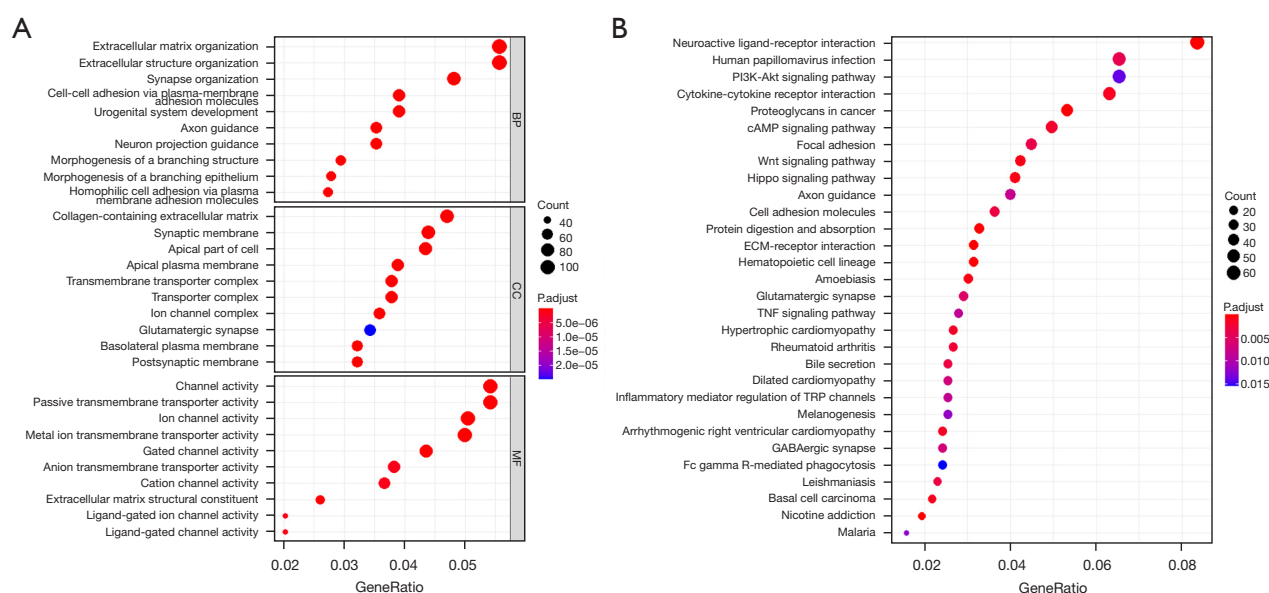 A
Extracellular matrix organization
Extracellular structure organization
Synapse organization
Cell-cell adhesion via plasma-membrane
adhesion molecules
Urogenital system development
Axon guidance
Neuron projection guidance
Morphogenesis of a branching structure
Morphogenesis of a branching epithelium
Homophilic cell adhesion via plasma
membrane adhesion molecules
BP
Collagen-containing extracellular matrix
Synaptic membrane
Apical part of cell
Apical plasma membrane
Transmembrane transporter complex
Transporter complex
Ion channel complex
Glutamatergic synapse
Basolateral plasma membrane
Postsynaptic membrane
CC
Channel activity
Passive transmembrane transporter activity
Ion channel activity
Metal ion transmembrane transporter activity
Gated channel activity
Anion transmembrane transporter activity
Cation channel activity
Extracellular matrix structural constituent
Ligand-gated ion channel activity
Ligand-gated channel activity
MF
0.02 0.03 0.04 0.05
GeneRatio
Count
40
60
80
100
P.adjust
5.0e−06
1.0e−05
1.5e−05
2.0e−05
B
Neuroactive ligand-receptor interaction
Human papillomavirus infection
PI3K-Akt signaling pathway
Cytokine-cytokine receptor interaction
Proteoglycans in cancer
cAMP signaling pathway
Focal adhesion
Wnt signaling pathway
Hippo signaling pathway
Axon guidance
Cell adhesion molecules
Protein digestion and absorption
ECM-receptor interaction
Hematopoietic cell lineage
Amoebiasis
Glutamatergic synapse
TNF signaling pathway
Hypertrophic cardiomyopathy
Rheumatoid arthritis
Bile secretion
Dilated cardiomyopathy
Inflammatory mediator regulation of TRP channels
Melanogenesis
Arrhythmogenic right ventricular cardiomyopathy
GABAergic synapse
Fc gamma R-mediated phagocytosis
Leishmaniasis
Basal cell carcinoma
Nicotine addiction
Malaria
0.02 0.04 0.06 0.08
GeneRatio
Count
20
30
40
50
60
P.adjust
0.005
0.010
0.015